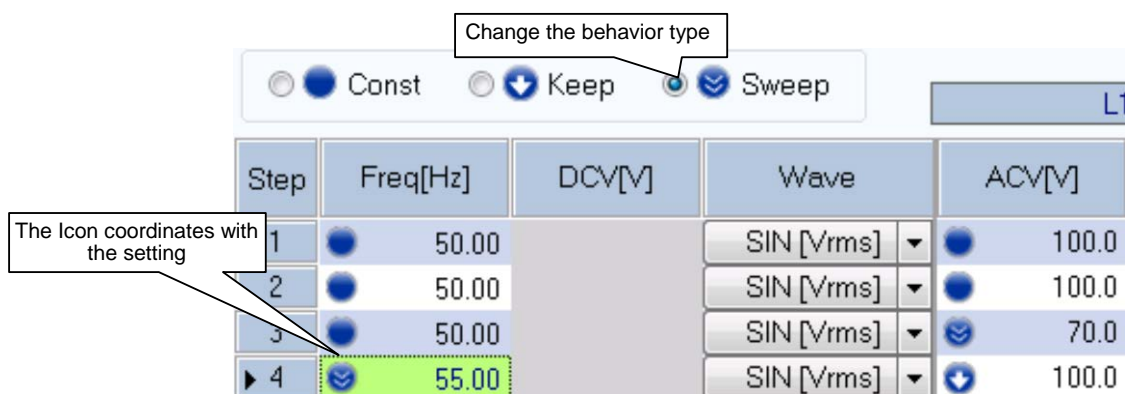 Change the behavior type
Const Keep Sweep
L1
Step Freq[Hz] DCV[V] Wave ACV[V]
The Icon coordinates with
the setting
1 50.00 SIN [Vrms] 100.0
2 50.00 SIN [Vrms] 100.0
3 50.00 SIN [Vrms] 70.0
4 55.00 SIN [Vrms] 100.0